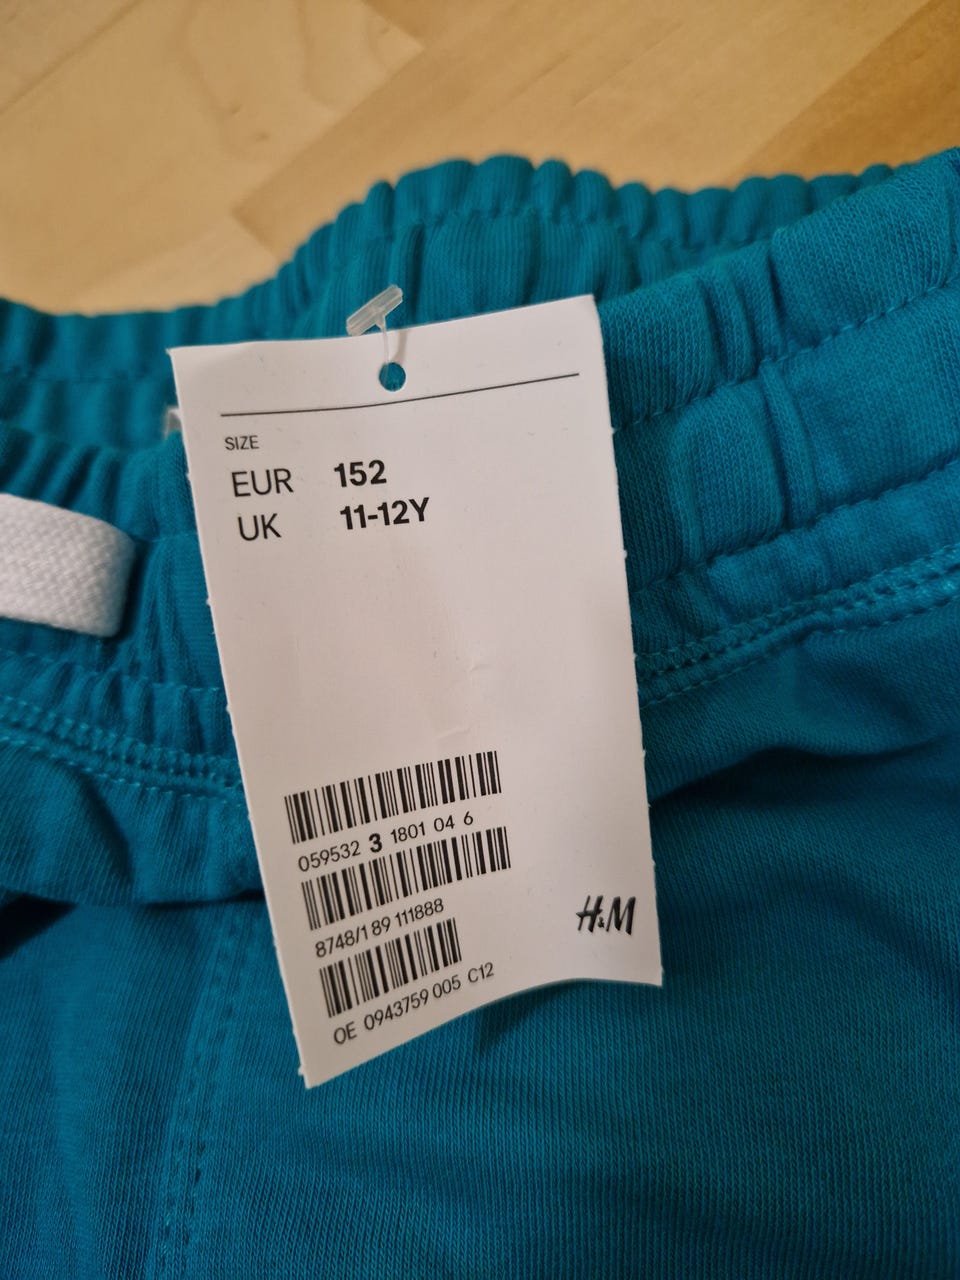 SIZE
EUR 152
UK 11-12Y
059532 3 1801 04 6
8748/1 89 111888
H&M
OE 0943759 005 C12